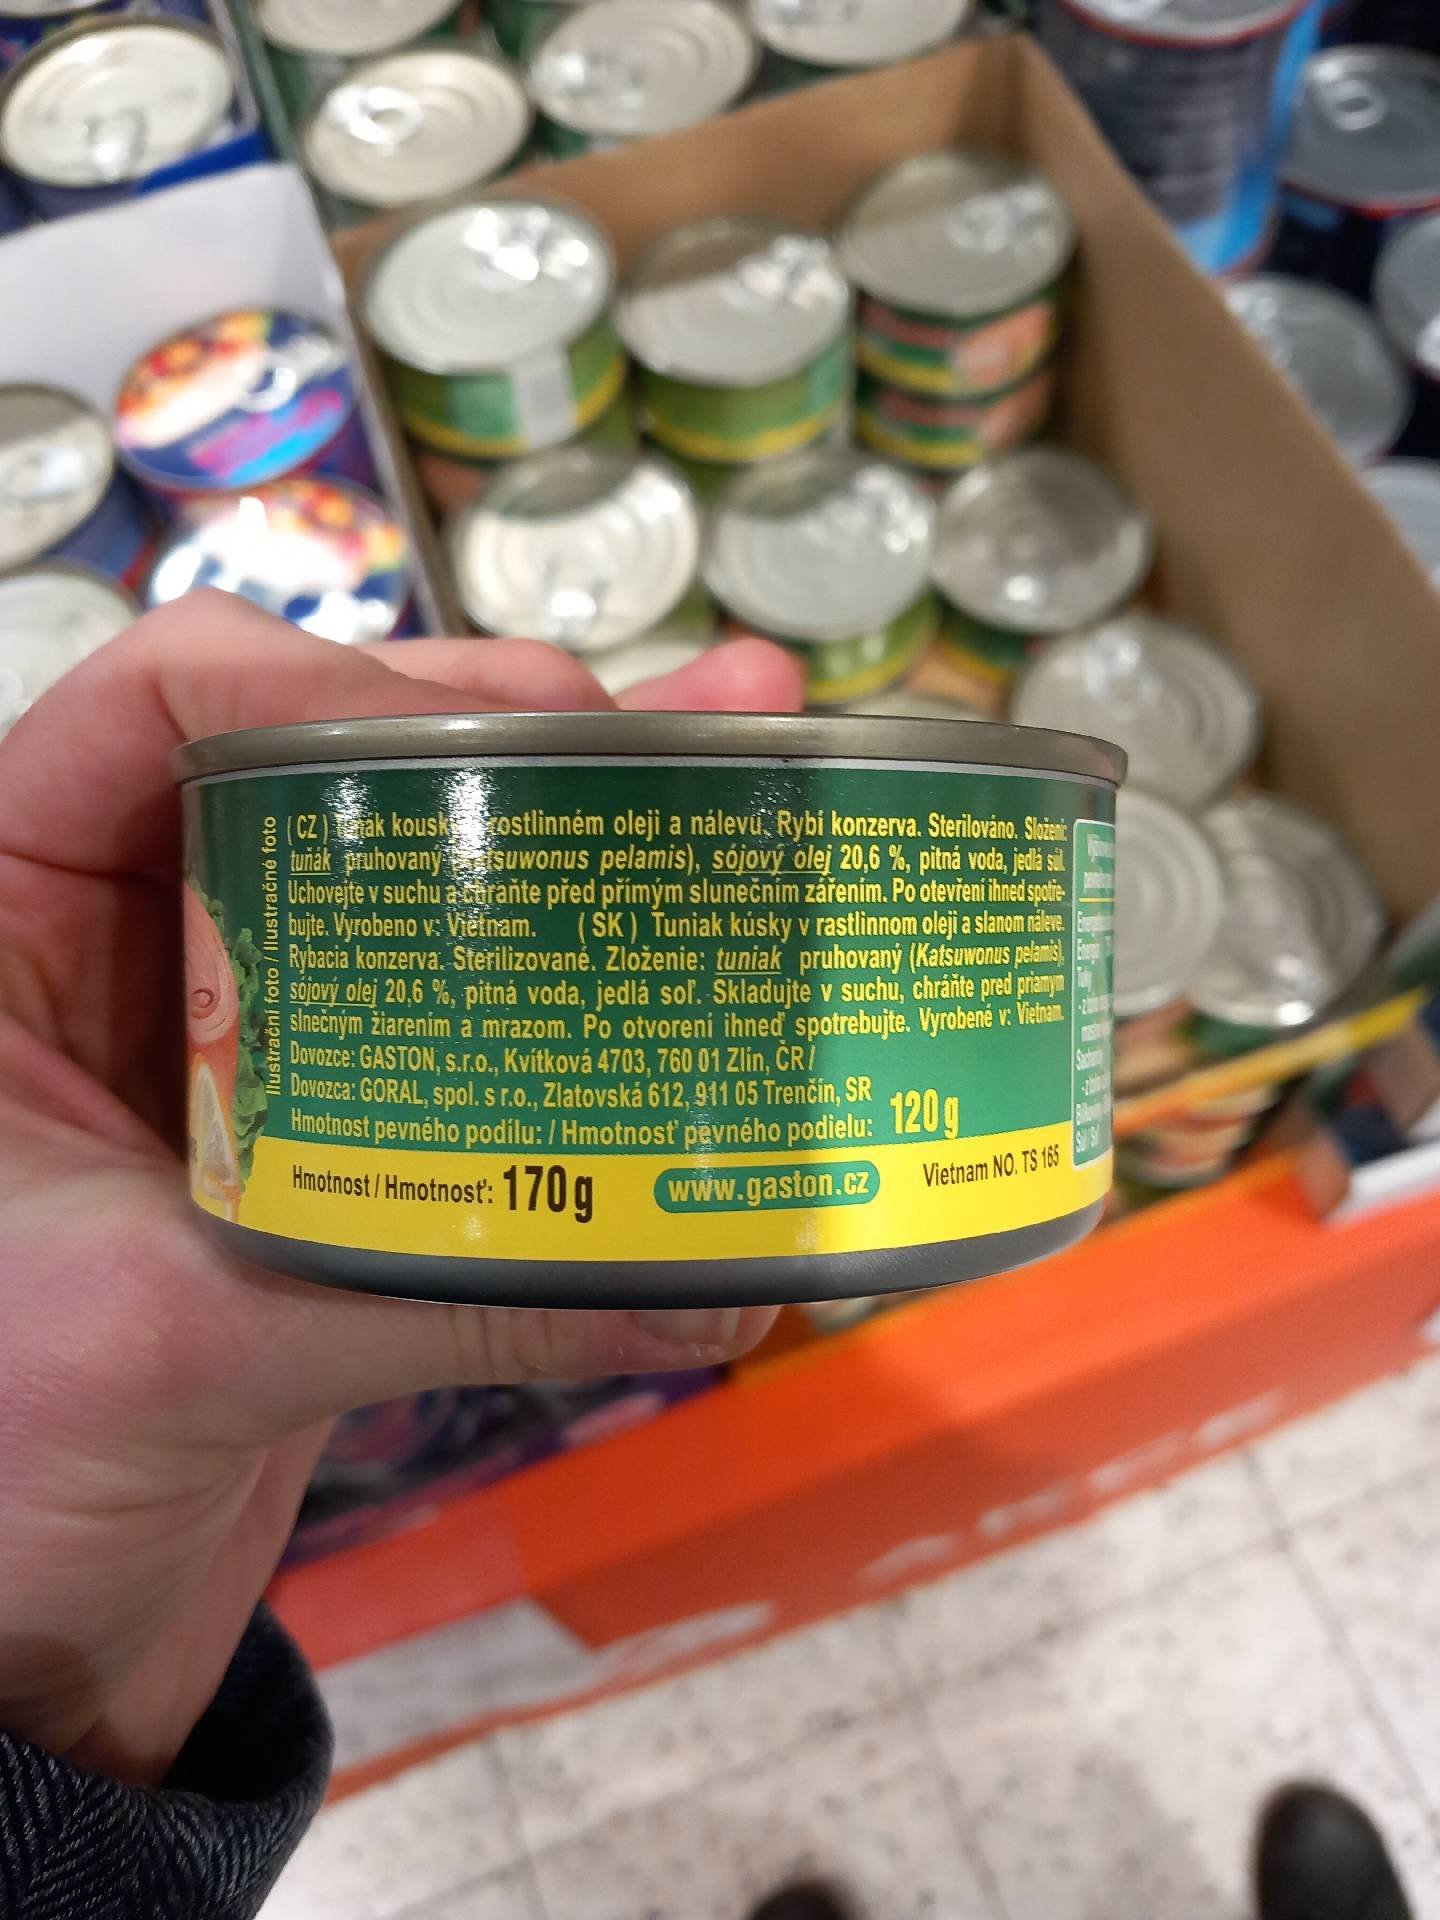 Ilustrační foto / Ilustračné foto
( CZ ) kousk rostlinném oleji a nálevu. Rybí konzerva. Sterilováno. Složení:
tuňák pruhovaný pelamis), sójový olej 20,6 %, pitná voda, jedlá sůl.
Uchovejte v suchu a chraňte před přímým slunečním zářením. Po otevření ihned spotře-
bujte. Vyrobeno v: Vietnam. ( SK ) Tuniak kúsky v rastlinnom oleji a slanom náleve.
Rybacia konzerva. Sterilizované. Zloženie: tuniak pruhovaný (Katsuwonus pelamis),
sójový olej 20,6 %, pitná voda, jedlá soľ. Skladujte v suchu, chráňte pred priamym
slnečným žiarením a mrazom. Po otvorení ihneď spotrebujte. Vyrobené v: Vietnam.
Dovozce: GASTON, s.r.o., Kvítková 4703, 760 01 Zlín, ČR /
Dovozca: GORAL, spol. s r.o., Zlatovská 612, 911 05 Trenčín, SR
Hmotnost pevného podílu: / Hmotnosť pevného podielu: 120 g
Hmotnost / Hmotnosť: 170 g
www.gaston.cz
Vietnam NO. TS 165
Tuky